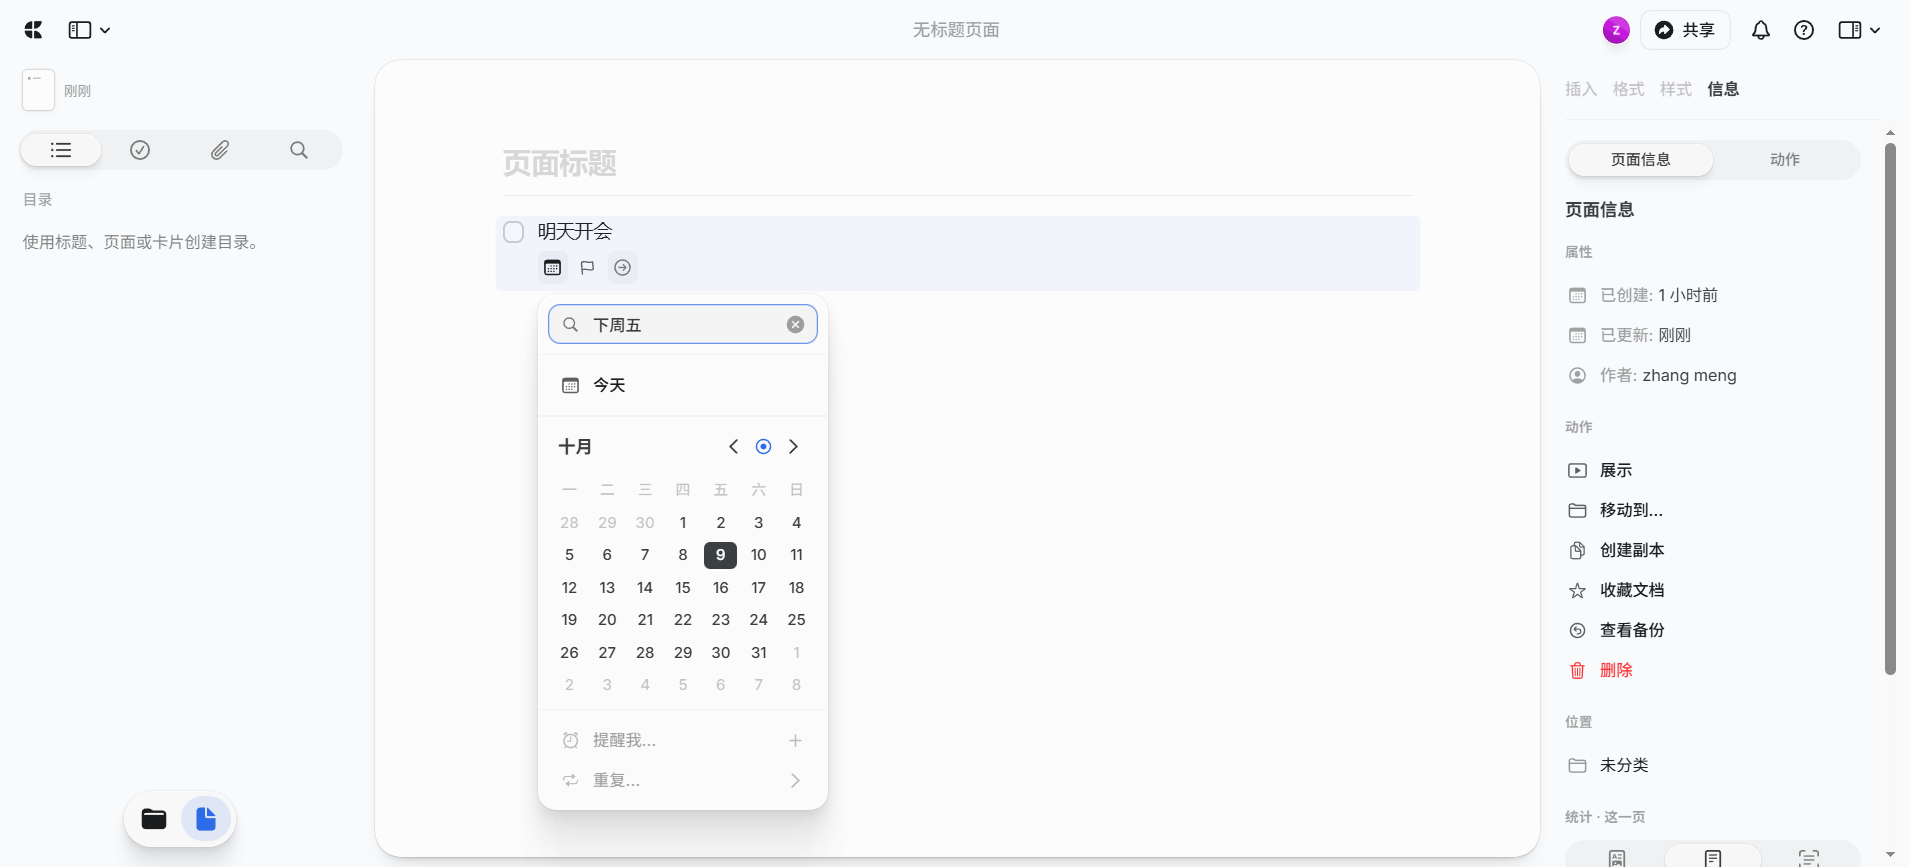 无标题页面
Z
共享
刚刚
目录
使用标题、页面或卡片创建目录。
页面标题
明天开会
下周五
今天
十月
一 二 三 四 五 六 日
28 29 30 1 2 3 4
5 6 7 8 9 10 11
12 13 14 15 16 17 18
19 20 21 22 23 24 25
26 27 28 29 30 31 1
2 3 4 5 6 7 8
提醒我...
重复...
插入 格式 样式 信息
页面信息 动作
页面信息
属性
已创建: 1 小时前
已更新: 刚刚
作者: zhang meng
动作
展示
移动到...
创建副本
收藏文档
查看备份
删除
位置
未分类
统计 · 这一页